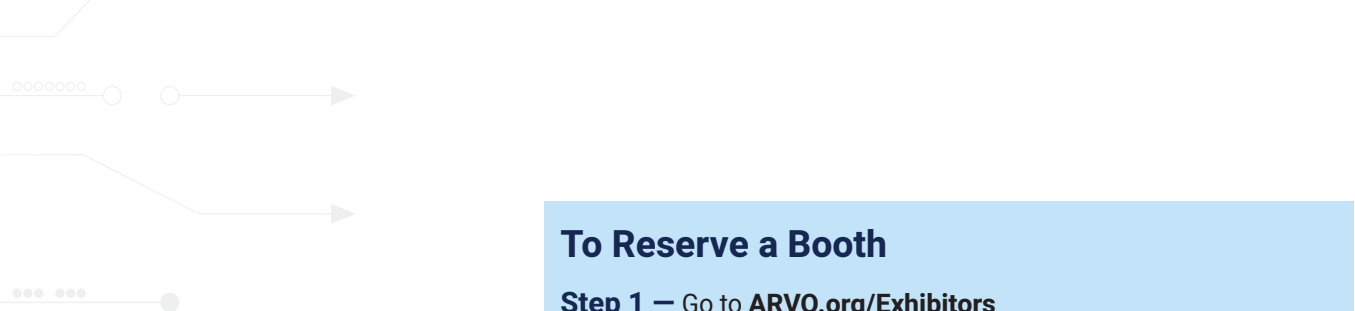 To Reserve a Booth
Step 1 — Go to ARVO.org/Exhibitors